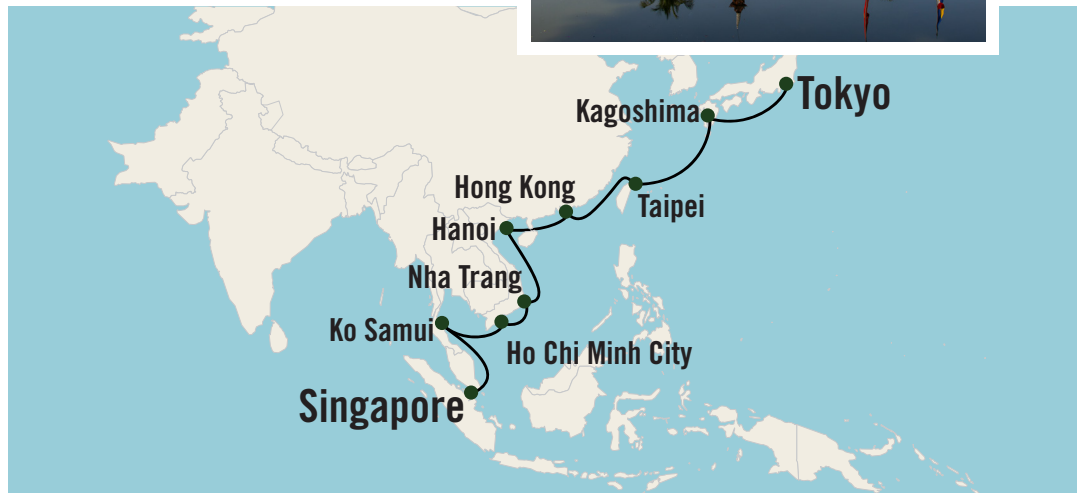 Tokyo
Kagoshima
Hong Kong
Taipei
Hanoi
Nha Trang
Ko Samui
Ho Chi Minh City
Singapore